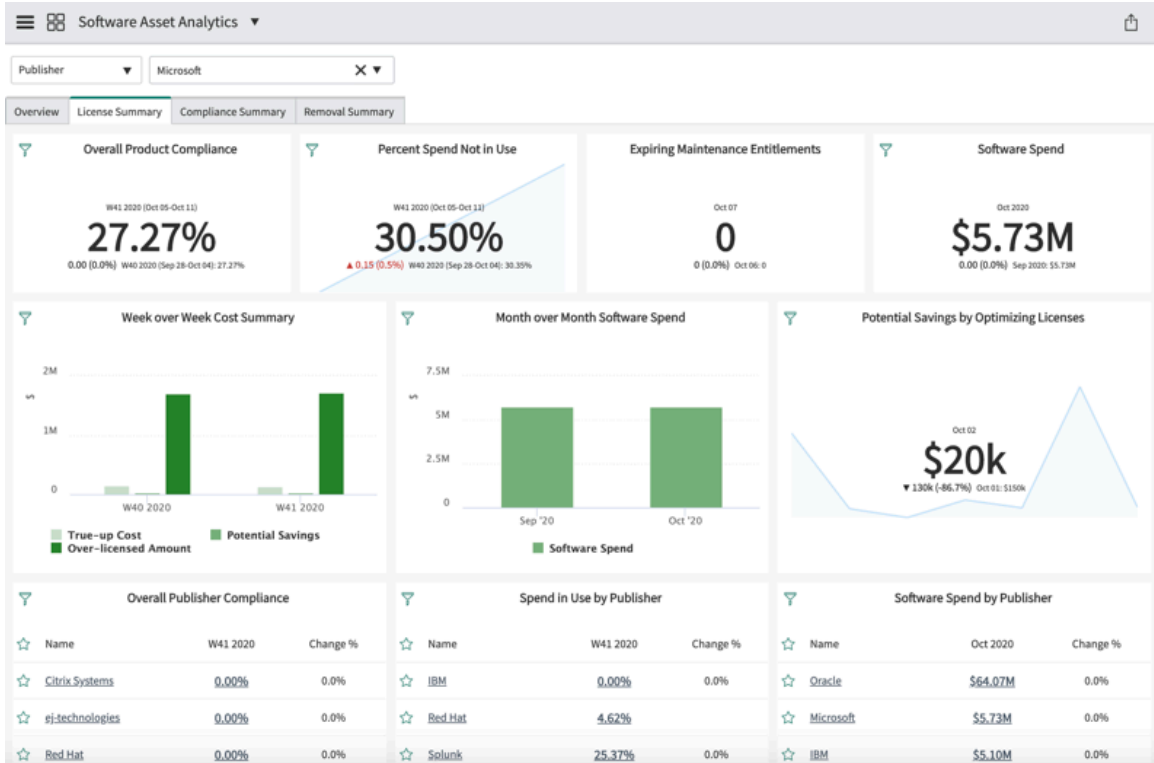 Software Asset Analytics ▼
Publisher ▼ Microsoft X ▼
Overview License Summary Compliance Summary Removal Summary
Overall Product Compliance
W41 2020 (Oct 05-Oct 11)
27.27%
0.00 (0.0%) W40 2020 (Sep 28-Oct 04): 27.27%
Percent Spend Not in Use
W41 2020 (Oct 05-Oct 11)
30.50%
▲ 0.15 (0.5%) W40 2020 (Sep 28-Oct 04): 30.35%
Expiring Maintenance Entitlements
Oct 07
0
0 (0.0%) Oct 06: 0
Software Spend
Oct 2020
$5.73M
0.00 (0.0%) Sep 2020: $5.73M
Week over Week Cost Summary
2M
$
1M
0
W40 2020 W41 2020
True-up Cost Potential Savings
Over-licensed Amount
Month over Month Software Spend
7.5M
$
5M
2.5M
0
Sep '20 Oct '20
Software Spend
Potential Savings by Optimizing Licenses
Oct 02
$20k
▼ 130k (-86.7%) Oct 01: $150k
Overall Publisher Compliance
Name W41 2020 Change %
Citrix Systems 0.00% 0.0%
ej-technologies 0.00% 0.0%
Red Hat 0.00% 0.0%
Spend in Use by Publisher
Name W41 2020 Change %
IBM 0.00% 0.0%
Red Hat 4.62%
Splunk 25.37% 0.0%
Software Spend by Publisher
Name Oct 2020 Change %
Oracle $64.07M 0.0%
Microsoft $5.73M 0.0%
IBM $5.10M 0.0%